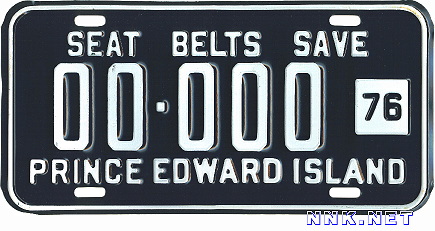 SEAT BELTS SAVE
00-000 76
PRINCE EDWARD ISLAND
NNK.NET